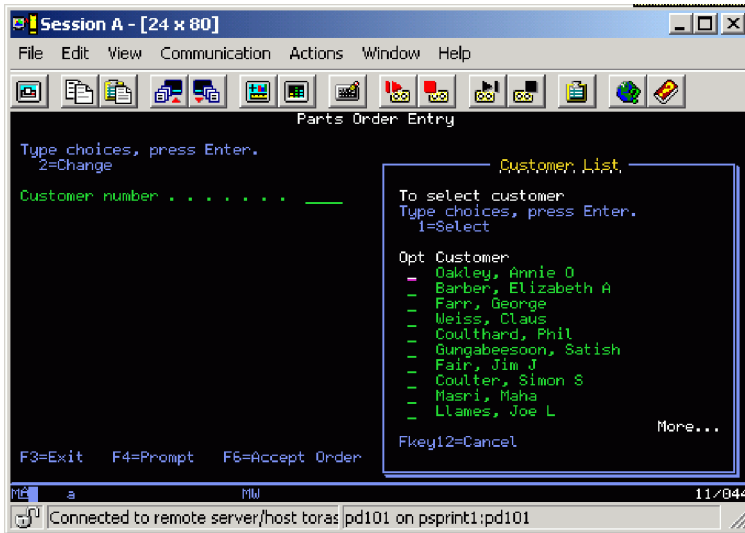 Session A - [24 x 80]
File Edit View Communication Actions Window Help
Parts Order Entry
Type choices, press Enter.
2=Change
Customer number . . . . . . .
Customer List
To select customer
Type choices, press Enter.
1=Select
Opt Customer
Oakley, Annie O
Barber, Elizabeth A
Farr, George
Weiss, Claus
Coulthard, Phil
Gungabeesoon, Satish
Fair, Jim J
Coulter, Simon S
Masri, Maha
Llames, Joe L
More...
Fkey12=Cancel
F3=Exit F4=Prompt F6=Accept Order
a MW 11/044
Connected to remote server/host toras pd101 on psprint1:pd101